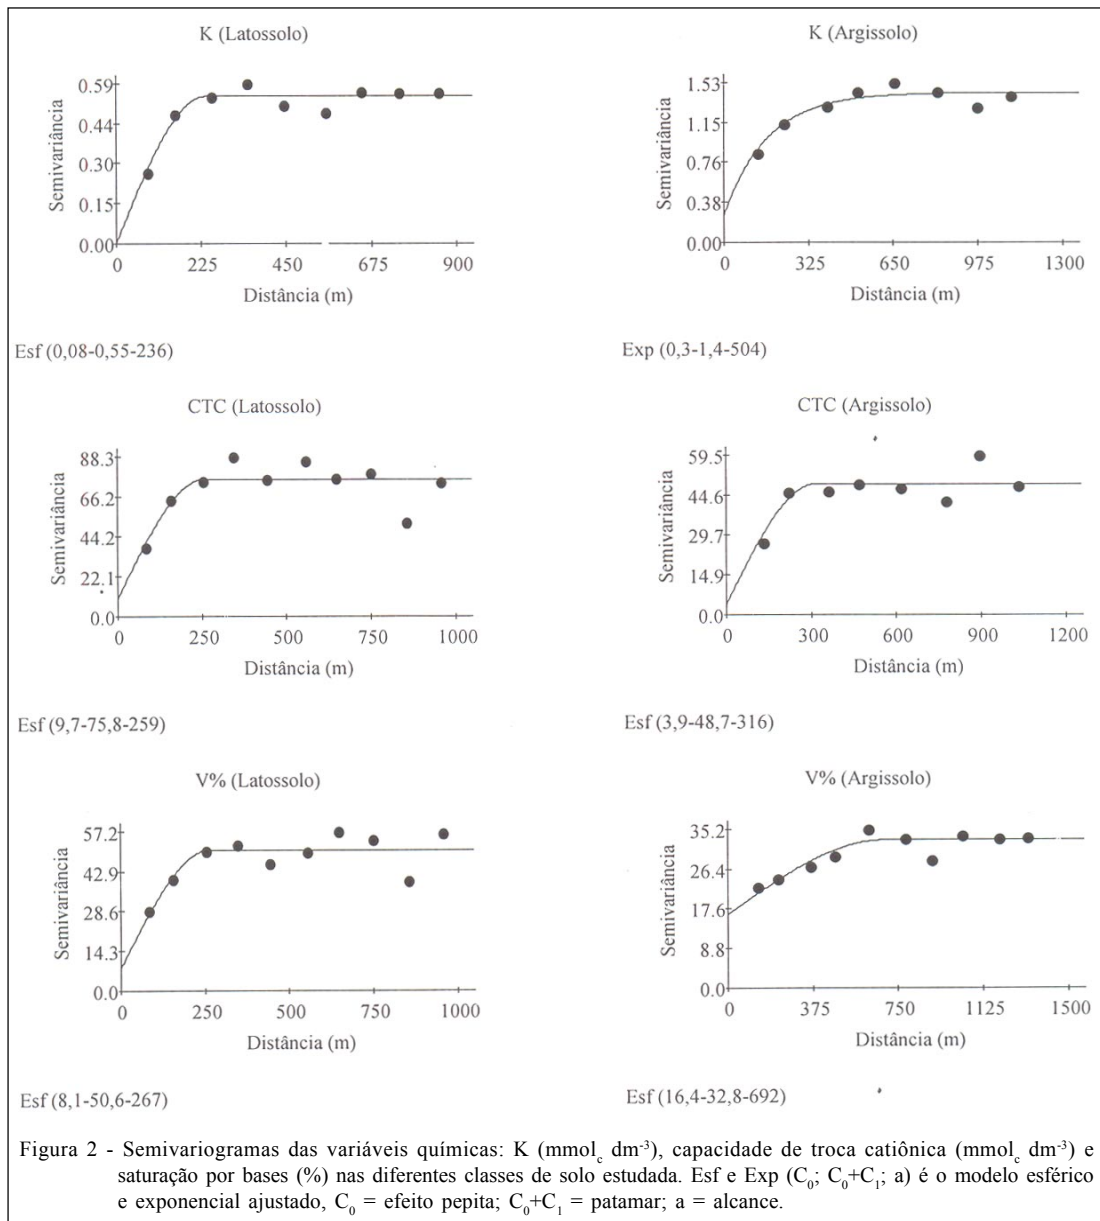 K (Latossolo)
0.59
0.44
0.30
0.15
0.00
Semivariância
0 225 450 675 900
Distância (m)
Esf (0,08-0,55-236)
K (Argissolo)
1.53
1.15
0.76
0.38
0.00
Semivariância
0 325 650 975 1300
Distância (m)
Exp (0,3-1,4-504)
CTC (Latossolo)
88.3
66.2
44.2
22.1
0.0
Semivariância
0 250 500 750 1000
Distância (m)
Esf (9,7-75,8-259)
CTC (Argissolo)
59.5
44.6
29.7
14.9
0.0
Semivariância
0 300 600 900 1200
Distância (m)
Esf (3,9-48,7-316)
V% (Latossolo)
57.2
42.9
28.6
14.3
0.0
Semivariância
0 250 500 750 1000
Distância (m)
Esf (8,1-50,6-267)
V% (Argissolo)
35.2
26.4
17.6
8.8
0.0
Semivariância
0 375 750 1125 1500
Distância (m)
Esf (16,4-32,8-692)
Figura 2 - Semivariogramas das variáveis químicas: K (mmol_c dm⁻³), capacidade de troca catiônica (mmol_c dm⁻³) e
saturação por bases (%) nas diferentes classes de solo estudada. Esf e Exp (C₀; C₀+C₁; a) é o modelo esférico
e exponencial ajustado, C₀ = efeito pepita; C₀+C₁ = patamar; a = alcance.